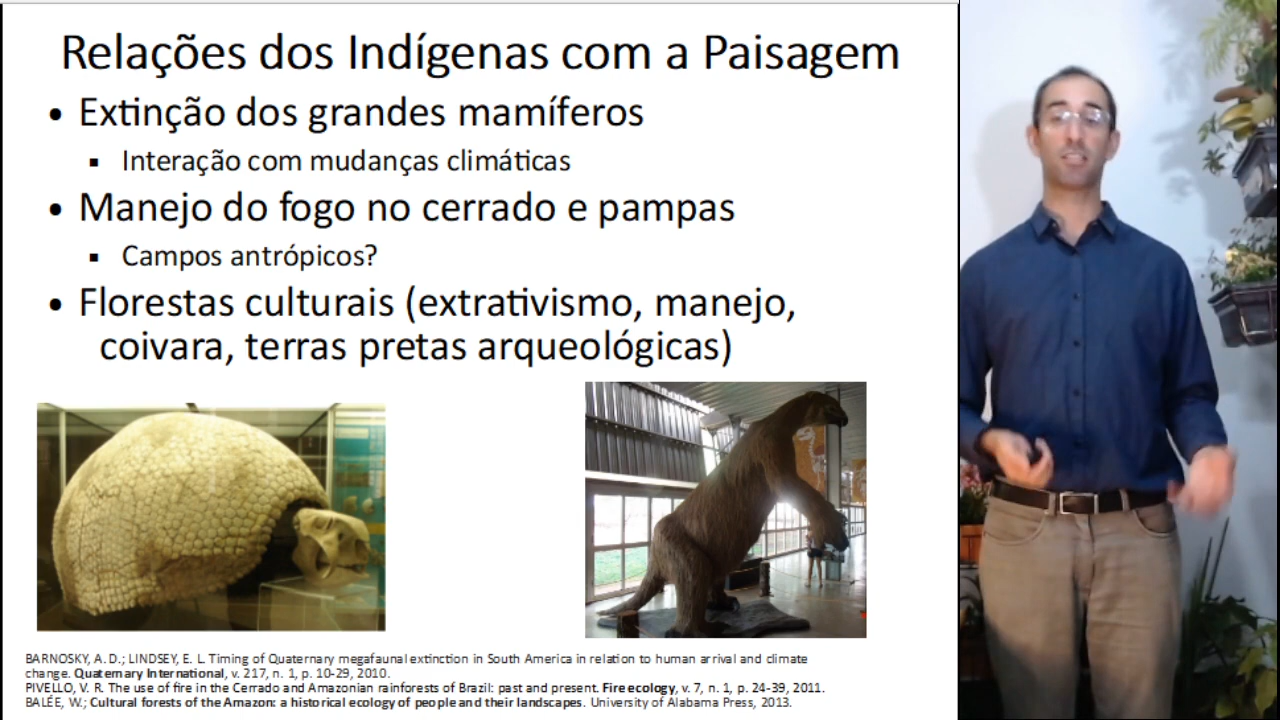 Relações dos Indígenas com a Paisagem
• Extinção dos grandes mamíferos
▪ Interação com mudanças climáticas
• Manejo do fogo no cerrado e pampas
▪ Campos antrópicos?
• Florestas culturais (extrativismo, manejo,
coivara, terras pretas arqueológicas)
BARNOSKY, A. D.; LINDSEY, E. L. Timing of Quaternary megafaunal extinction in South America in relation to human arrival and climate
change. Quaternary International, v. 217, n. 1, p. 10-29, 2010.
PIVELLO, V. R. The use of fire in the Cerrado and Amazonian rainforests of Brazil: past and present. Fire ecology, v. 7, n. 1, p. 24-39, 2011.
BALÉE, W.; Cultural forests of the Amazon: a historical ecology of people and their landscapes. University of Alabama Press, 2013.